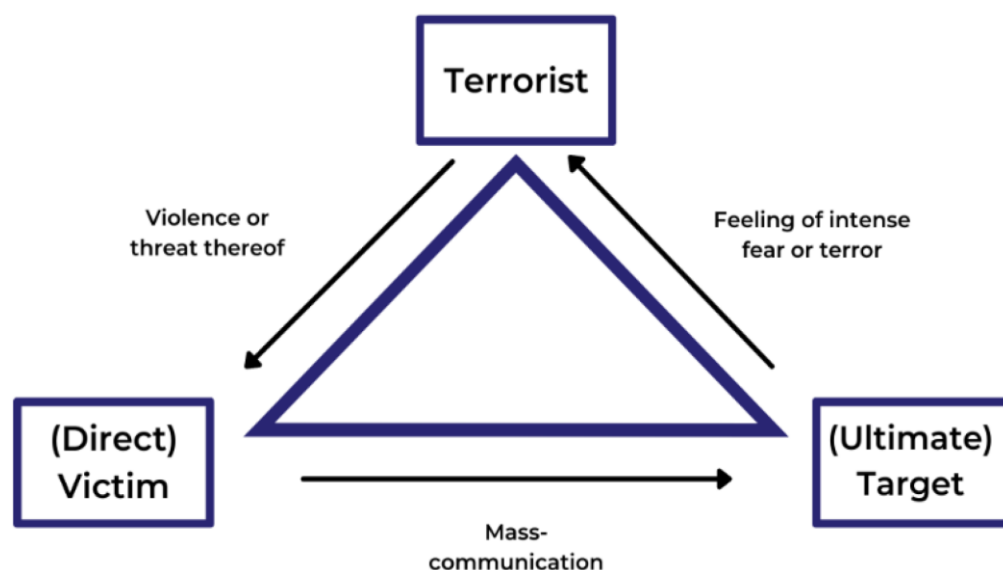 Terrorist
Violence or
threat thereof
Feeling of intense
fear or terror
(Direct)
Victim
(Ultimate)
Target
Mass-
communication